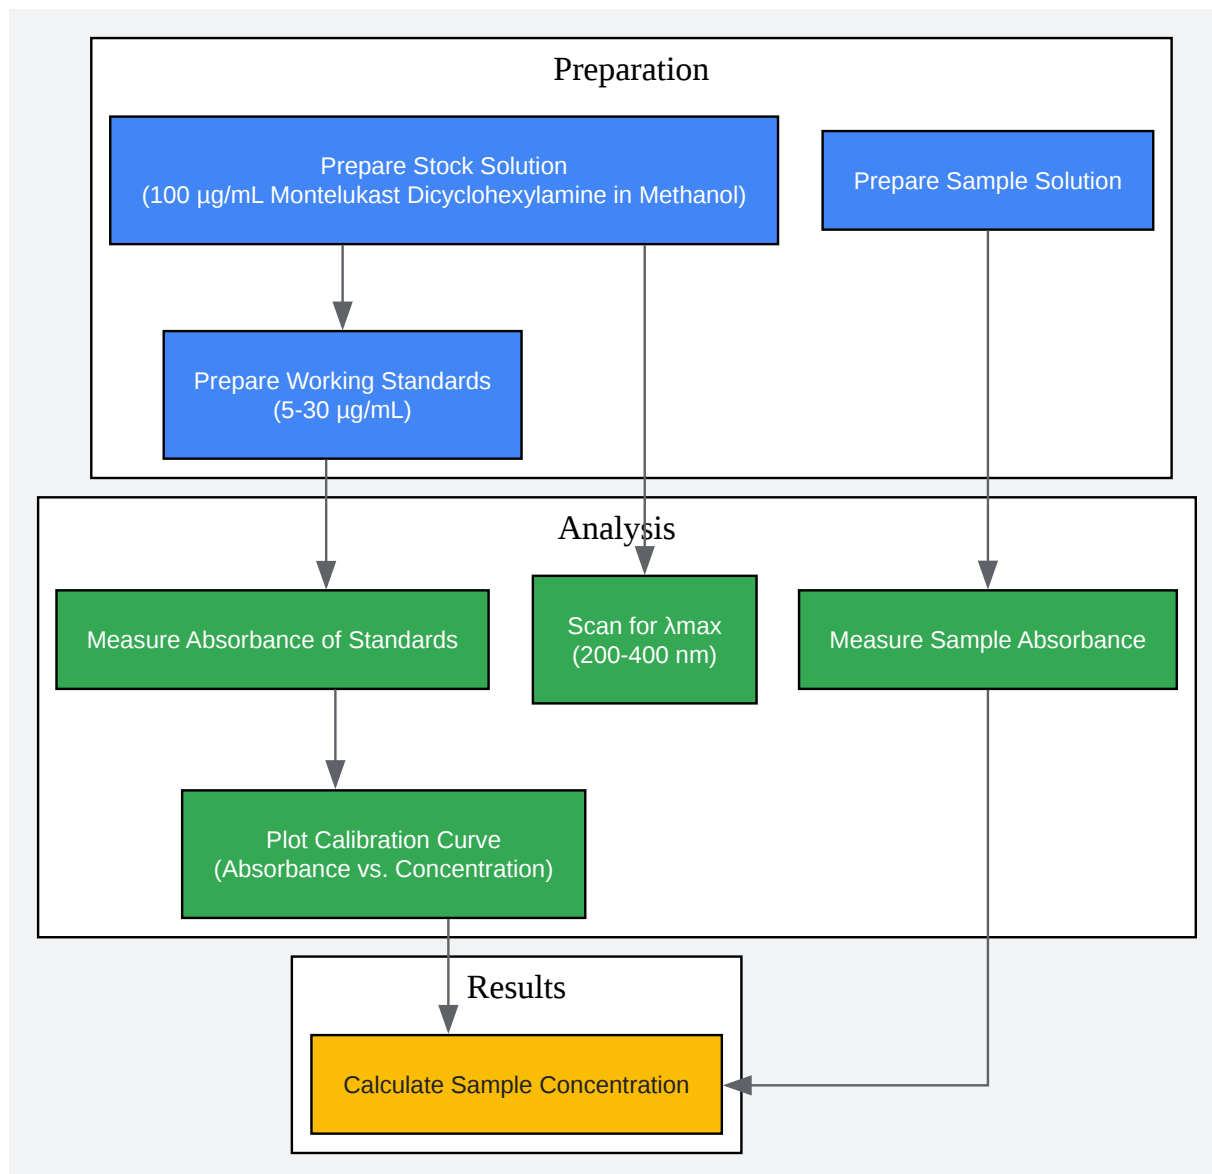 Preparation
Prepare Stock Solution
(100 µg/mL Montelukast Dicyclohexylamine in Methanol)
Prepare Sample Solution
Prepare Working Standards
(5-30 µg/mL)
Analysis
Measure Absorbance of Standards
Scan for λmax
(200-400 nm)
Measure Sample Absorbance
Plot Calibration Curve
(Absorbance vs. Concentration)
Results
Calculate Sample Concentration